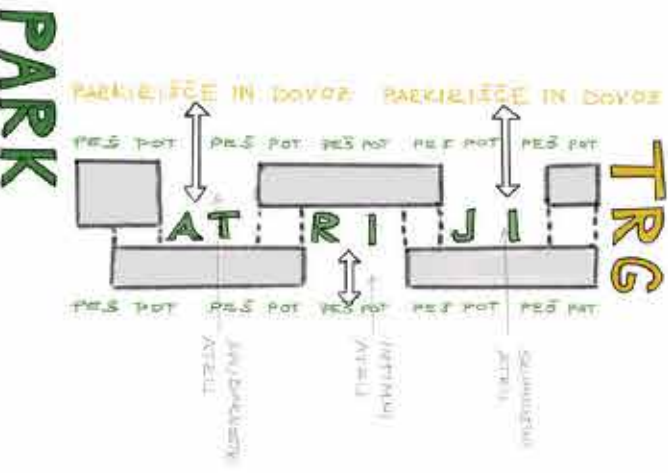 PARK
PARKIRIŠČE IN DOVOZ PARKIRIŠČE IN DOVOZ
PEŠ POT PEŠ POT PEŠ POT PEŠ POT PEŠ POT
TRG
ATRIJI
PEŠ POT PEŠ POT PEŠ POT PEŠ POT PEŠ POT
ATRIJ
INTIMNI
ATRIJ
ATRIJ